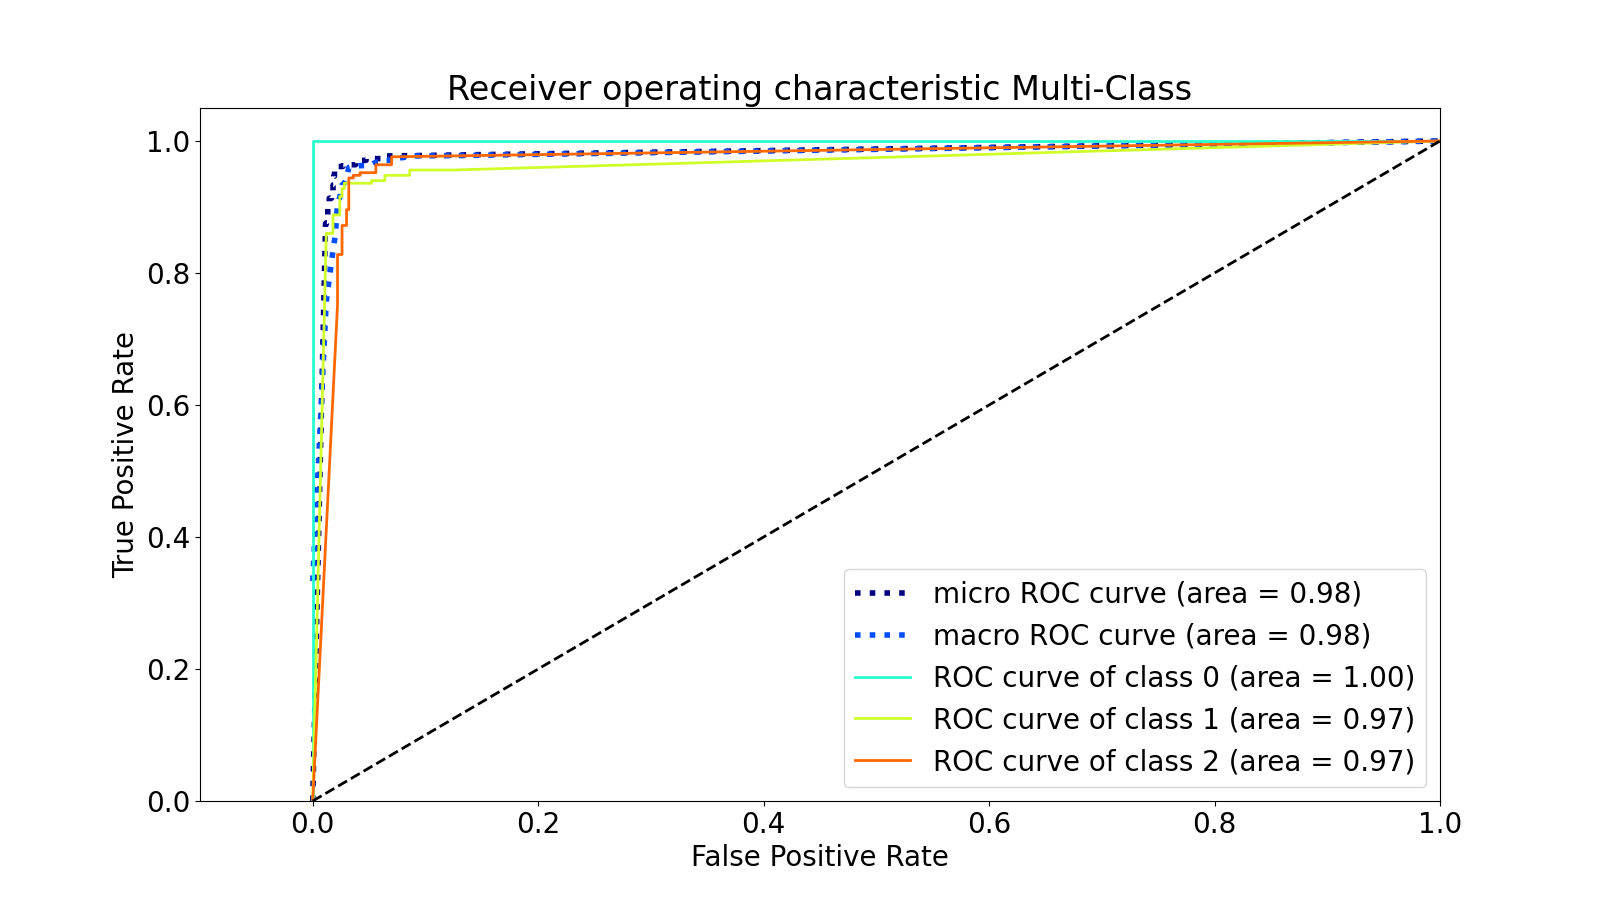 Receiver operating characteristic Multi-Class
1.0
0.8
0.6
0.4
0.2
0.0
True Positive Rate
micro ROC curve (area = 0.98)
macro ROC curve (area = 0.98)
ROC curve of class 0 (area = 1.00)
ROC curve of class 1 (area = 0.97)
ROC curve of class 2 (area = 0.97)
0.0 0.2 0.4 0.6 0.8 1.0
False Positive Rate